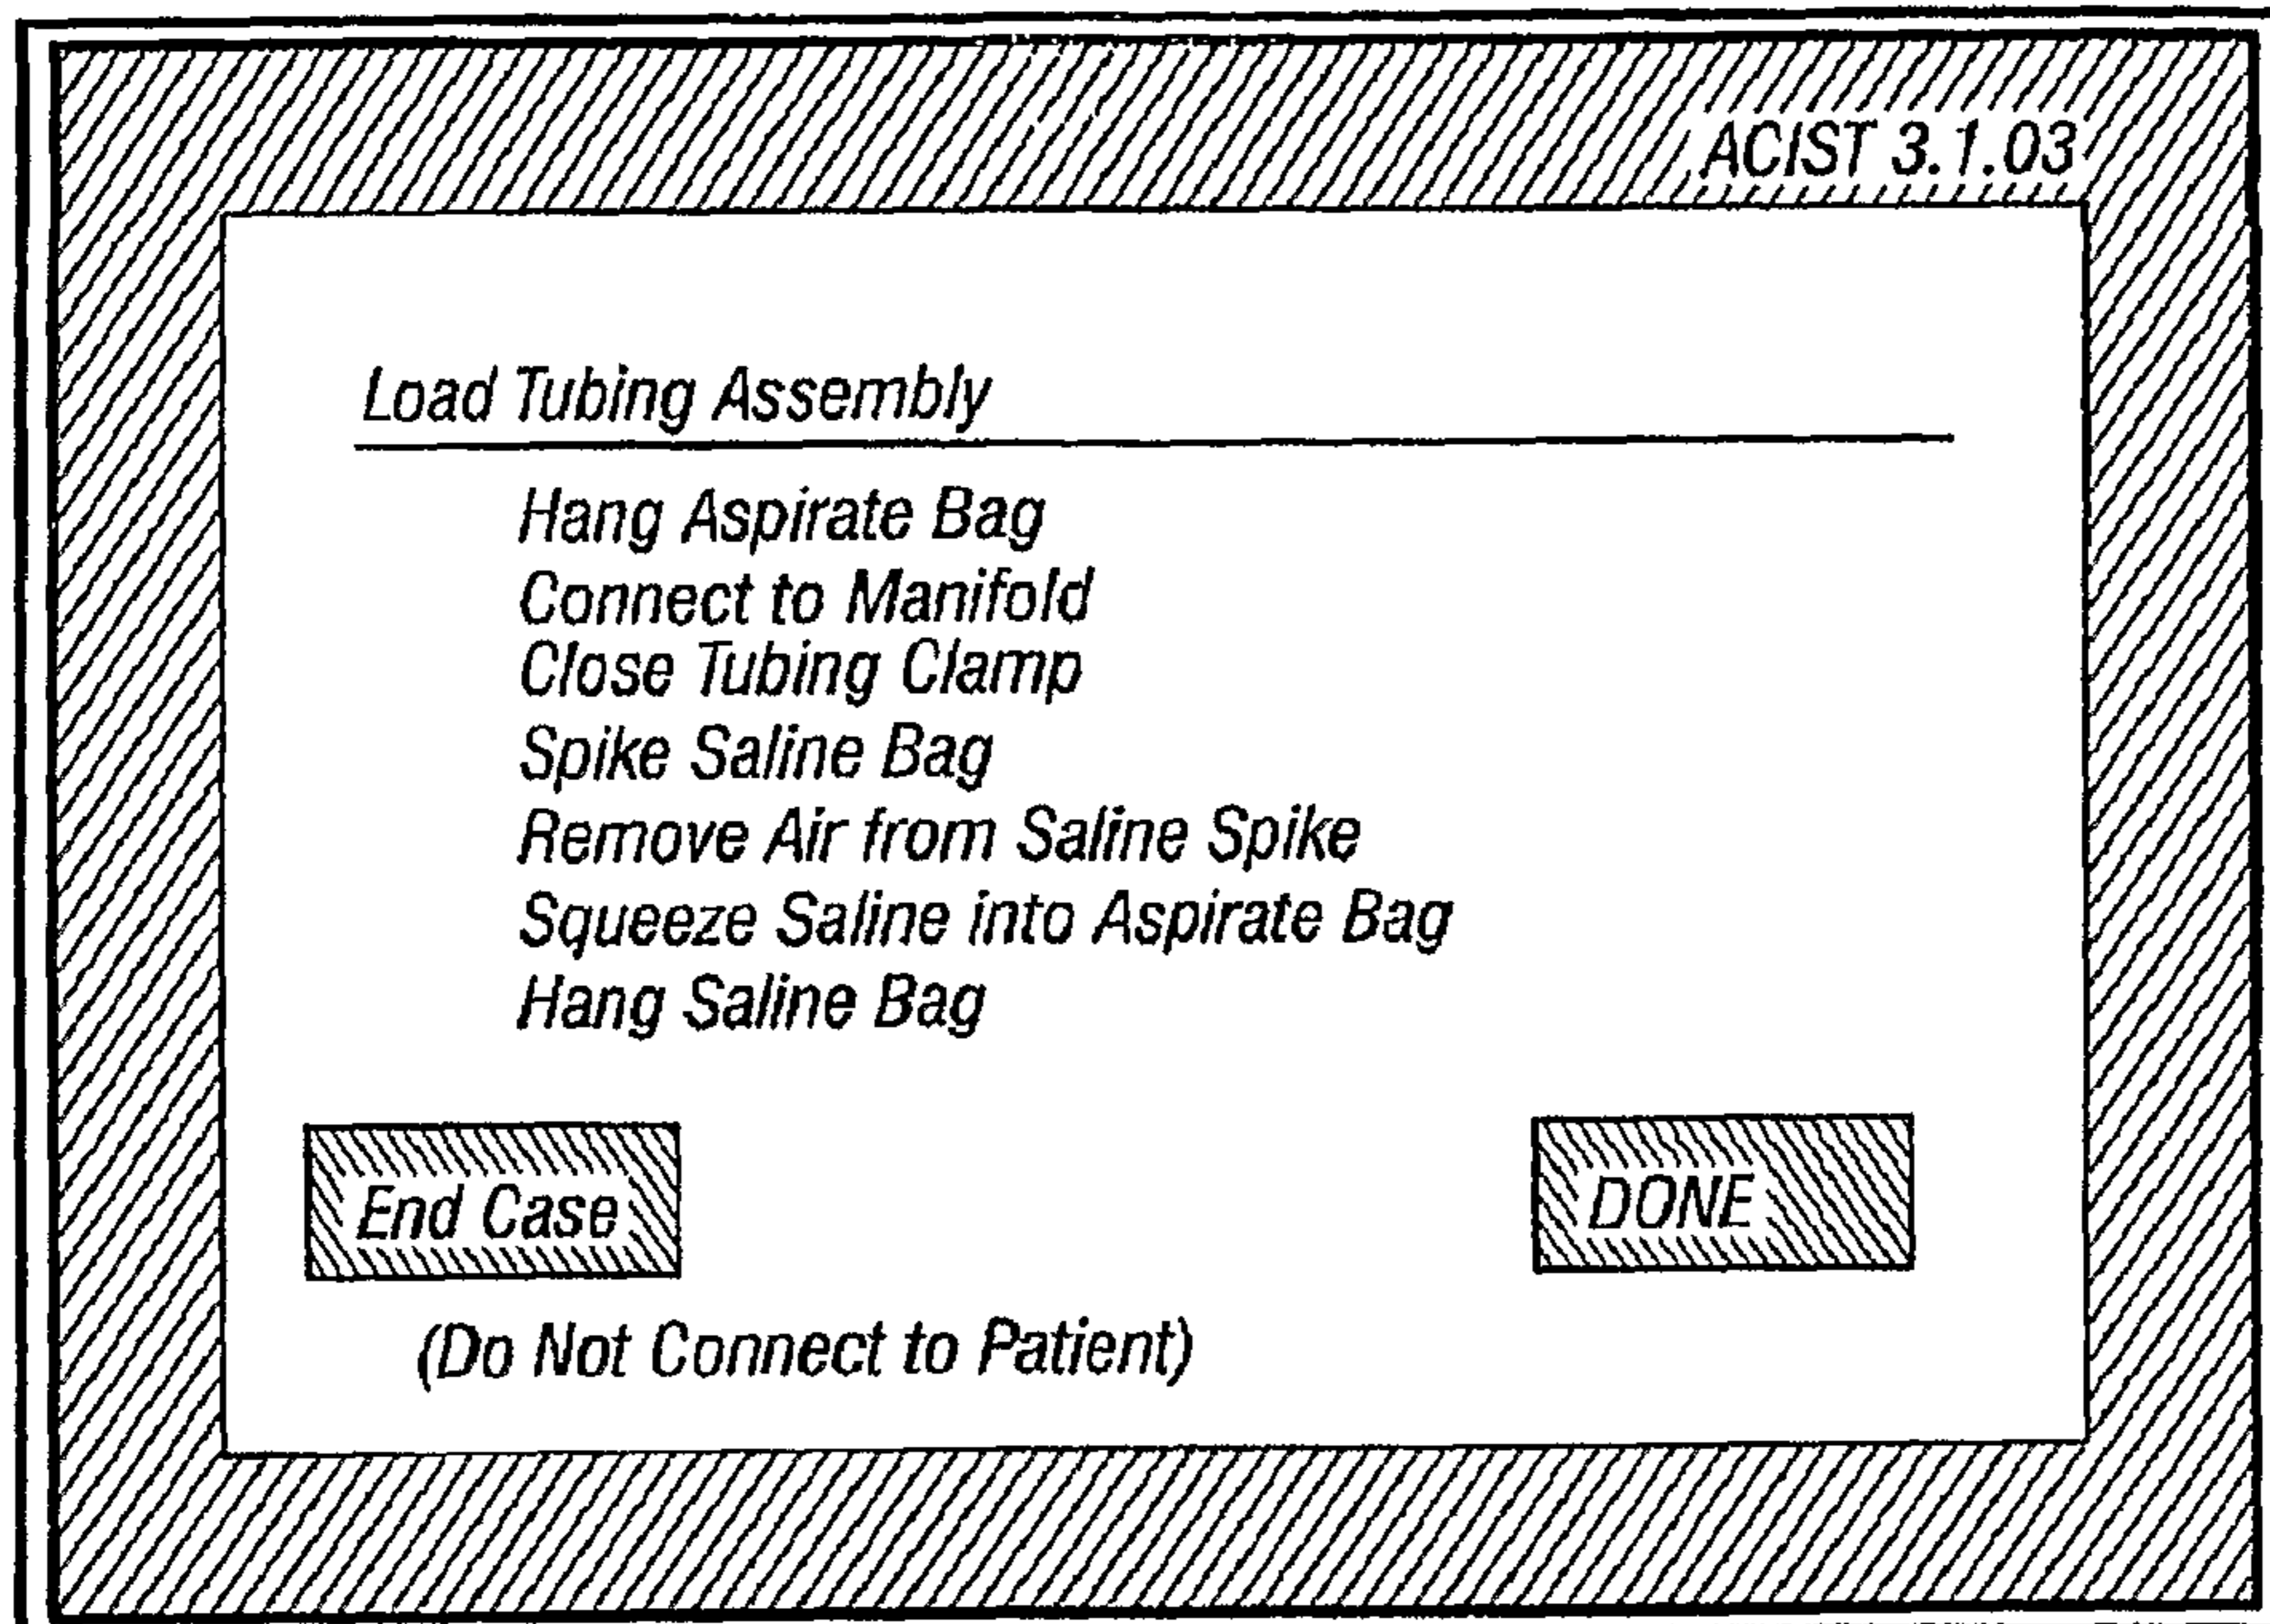 ACIST 3.1.03
Load Tubing Assembly
Hang Aspirate Bag
Connect to Manifold
Close Tubing Clamp
Spike Saline Bag
Remove Air from Saline Spike
Squeeze Saline into Aspirate Bag
Hang Saline Bag
End Case
DONE
(Do Not Connect to Patient)